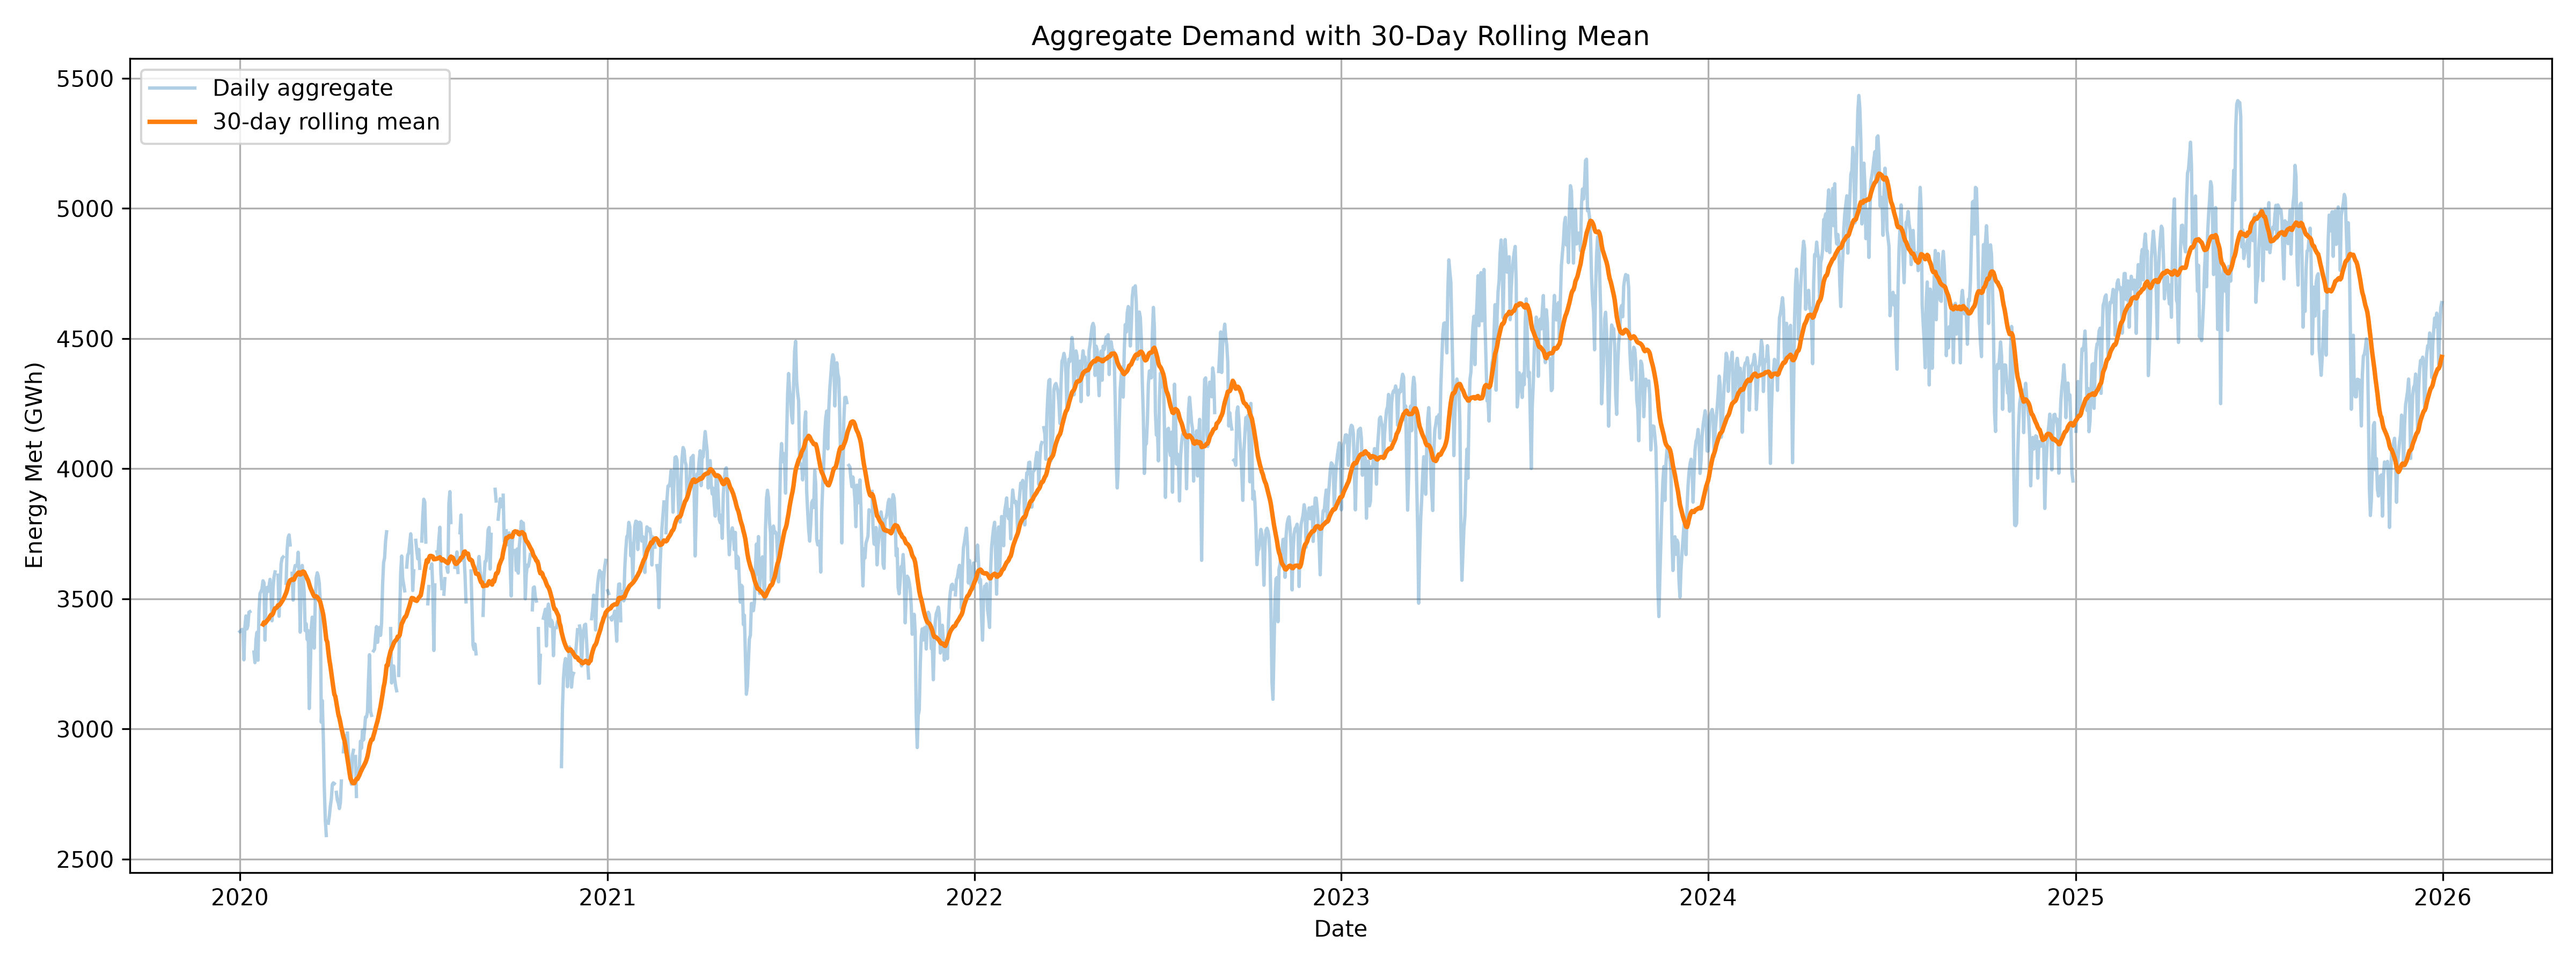 Aggregate Demand with 30-Day Rolling Mean
Daily aggregate
30-day rolling mean
5500
5000
4500
4000
3500
3000
2500
Energy Met (GWh)
2020 2021 2022 2023 2024 2025 2026
Date